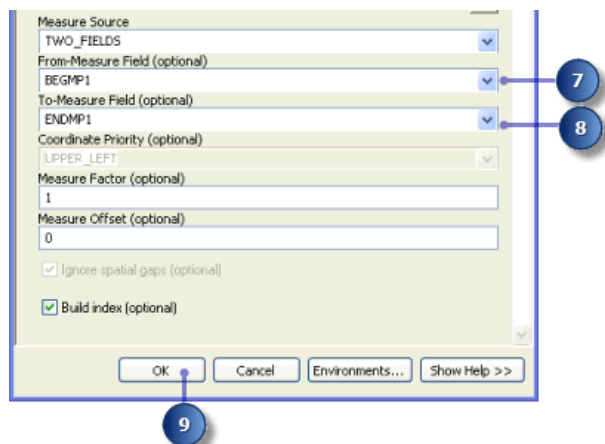 Measure Source
TWO_FIELDS
From-Measure Field (optional)
BEGMP1
7
To-Measure Field (optional)
ENDMP1
8
Coordinate Priority (optional)
UPPER_LEFT
Measure Factor (optional)
1
Measure Offset (optional)
0
Ignore spatial gaps (optional)
Build index (optional)
OK Cancel Environments... Show Help >>
9